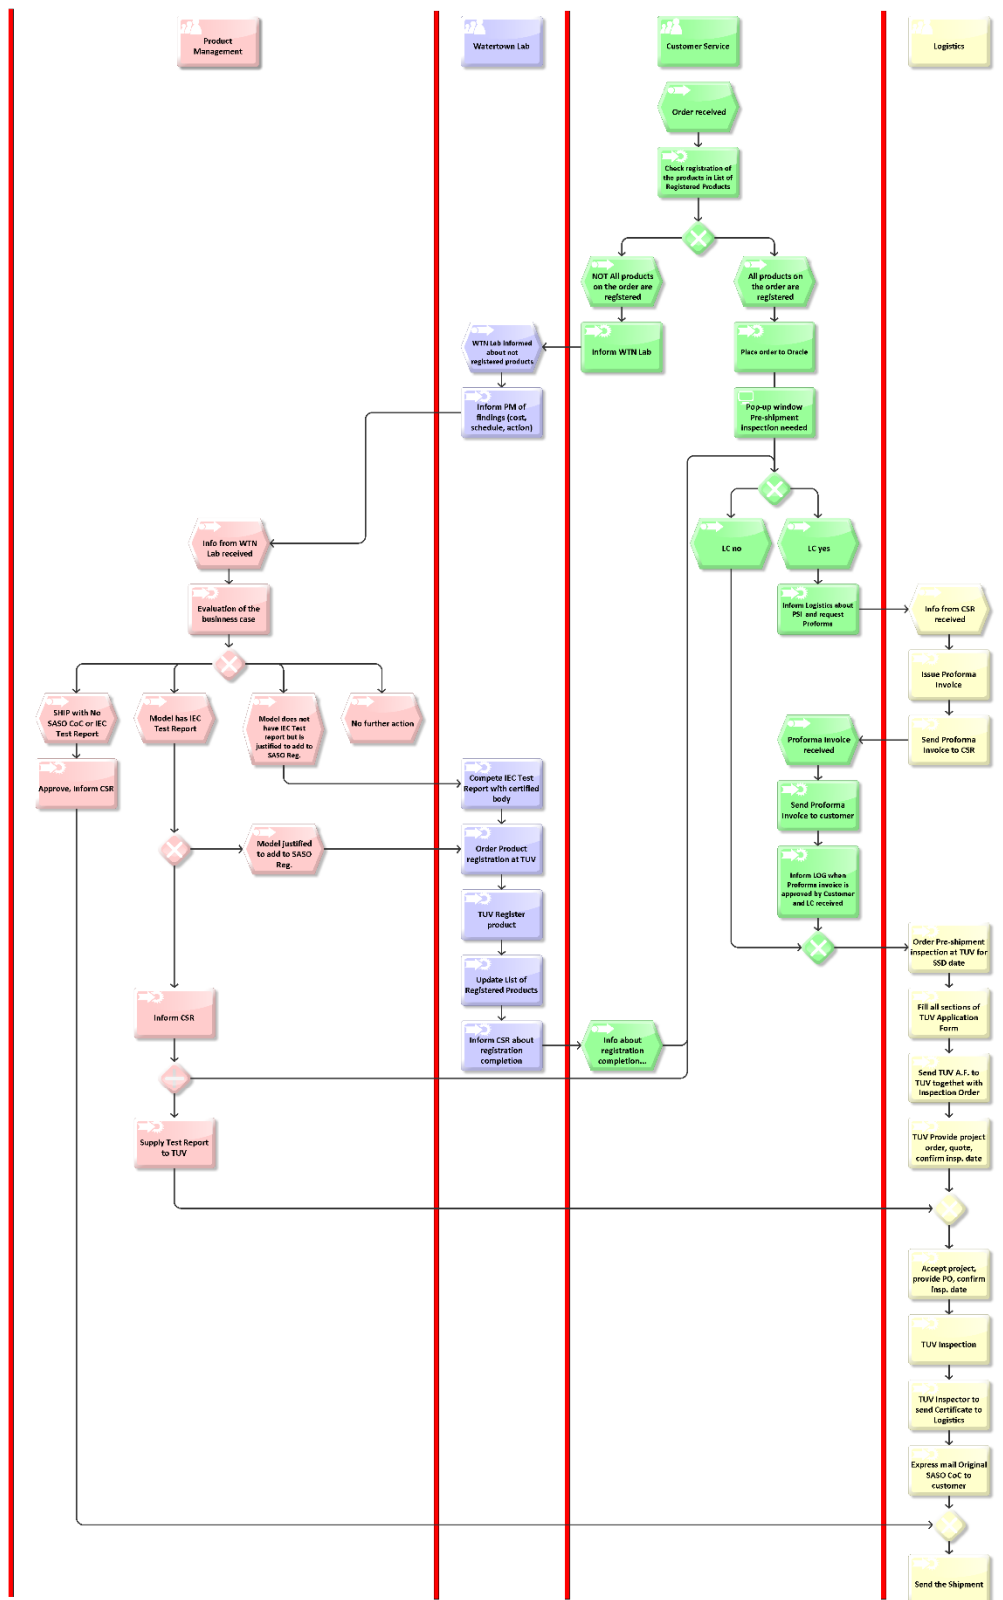 Product
Management
Watertown Lab
Customer Service
Logistics
Order received
Check registration of
the products in List of
Registered Products
NOT All products
on the order are
registered
All products on
the order are
registered
WTN Lab Informed
about not
registered products
Inform WTN Lab
Place order to Oracle
Inform PM of
findings (cost,
schedule, action)
Pop-up window
Pre-shipment
Inspection needed
Info from WTN
Lab received
LC no
LC yes
Evaluation of the
businness case
Inform Logistics about
PSI and request
Proforma
Info from CSR
received
Issue Proforma
Invoice
SHIP with No
SASO CoC or IEC
Test Report
Model has IEC
Test Report
Model does not
have IEC Test
report but is
justified to add to
SASO Reg.
No further action
Proforma Invoice
received
Send Proforma
Invoice to CSR
Approve, Inform CSR
Compete IEC Test
Report with certified
body
Send Proforma
Invoice to customer
Model justified
to add to SASO
Reg.
Order Product
registration at TUV
Inform LOG when
Proforma invoice is
approved by Customer
and LC received
TUV Register
product
Order Pre-shipment
inspection at TUV for
SSD date
Update List of
Registered Products
Inform CSR
Fill all sections of
TUV Application
Form
Inform CSR about
registration
completion
Info about
registration
completion...
Send TUV A.F. to
TUV togethet with
Inspection Order
Supply Test Report
to TUV
TUV Provide project
order, quote,
confirm insp. date
Accept project,
provide PO, confirm
insp. date
TUV Inspection
TUV Inspector to
send Certificate to
Logistics
Express mail Original
SASO CoC to
customer
Send the Shipment